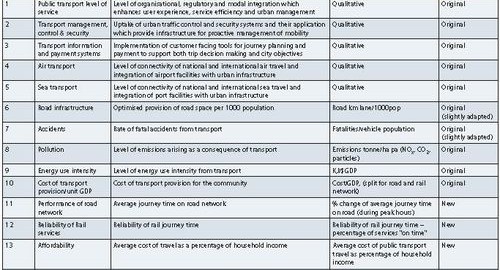 1 Public transport level of Level of organisational, regulatory and modal integration which Qualitative Original
service enhances user experience, service efficiency and urban management
2 Transport management, Uptake of urban traffic control and security systems and their application Qualitative Original
control & security which provide infrastructure for proactive management of mobility
3 Transport information Implementation of customer facing tools for journey planning and Qualitative Original
and payment systems payment to support both trip decision making and city objectives
4 Air transport Level of connectivity of national and international air travel and Qualitative Original
integration of airport facilities with urban infrastructure
5 Sea transport Level of connectivity of national and international sea travel and Qualitative Original
integration of port facilities with urban infrastructure
6 Road infrastructure Optimised provision of road space per 1000 population Road km lane/1000pop Original
(slightly adapted)
7 Accidents Rate of fatal accidents from transport Fatalities/vehicle population Original
(slightly adapted)
8 Pollution Level of emissions arising as a consequence of transport Emissions tonne/ha pa (NOx, CO2, Original
particles)
9 Energy use intensity Level of energy use intensity from transport KJ/$GDP Original
10 Cost of transport Cost of transport provision for the community Cost GDP, (split for road and rail Original
provision/unit GDP network)
11 Performance of road Average journey time on road network % change of average journey time New
network on road (during peak hours)
12 Reliability of Rail Reliability of rail journey time Reliability of rail journey time – New
services percentage of services "on time"
13 Affordability Average cost of travel as a percentage of household income Average cost of public transport New
travel as percentage of household
income